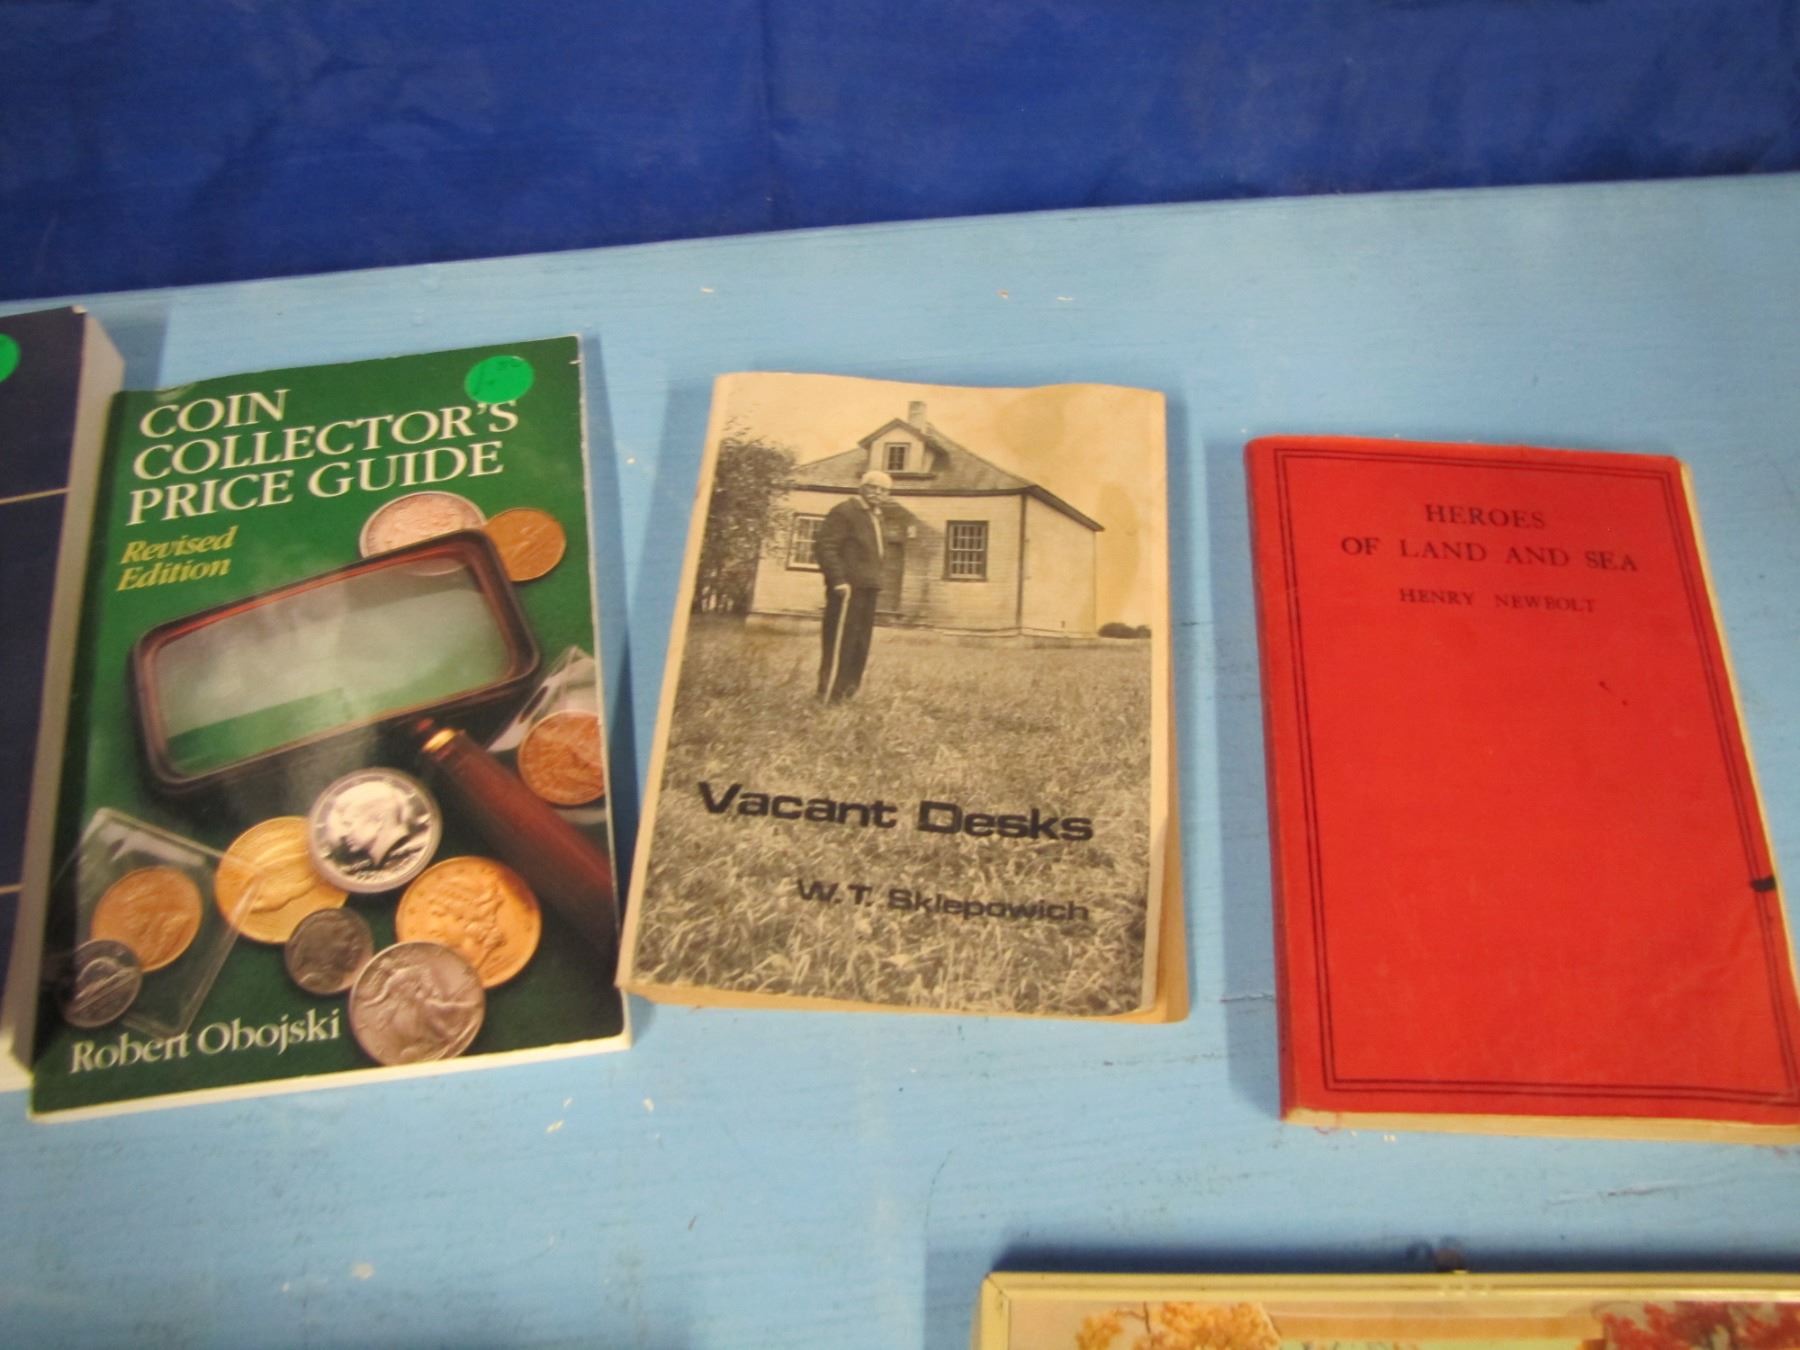 COIN
COLLECTOR'S
PRICE GUIDE
Revised
Edition
Robert Obojski
Vacant Desks
W. T. Sklepowich
HEROES
OF LAND AND SEA
HENRY NEWBOLT